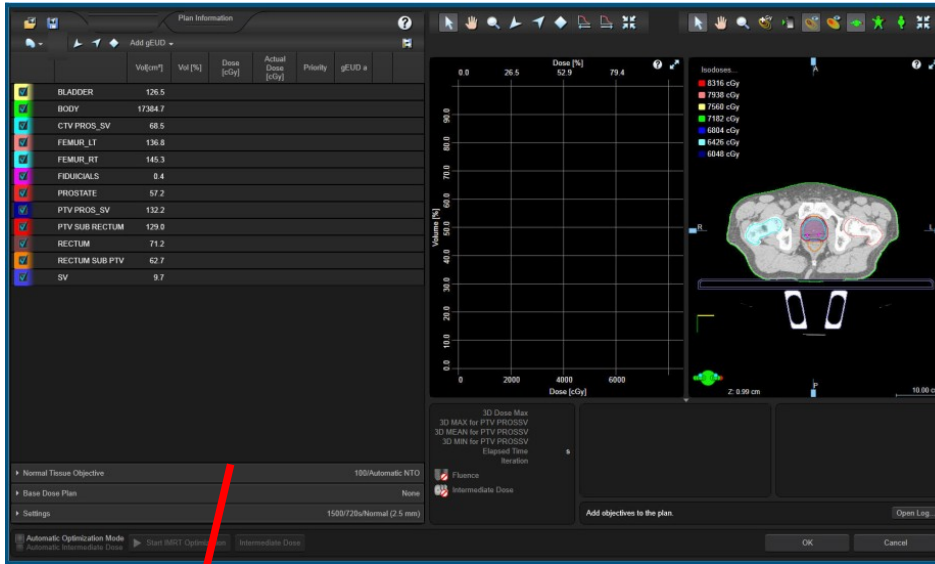 Plan Information
Add gEUD
Vol[cm³] Vol [%] Dose [cGy] Actual Dose [cGy] Priority gEUD a
BLADDER 126.5
BODY 17384.7
CTV PROS_SV 68.5
FEMUR_LT 136.8
FEMUR_RT 145.3
FIDUICIALS 0.4
PROSTATE 57.2
PTV PROS_SV 132.2
PTV SUB RECTUM 129.0
RECTUM 71.2
RECTUM SUB PTV 62.7
SV 9.7
Normal Tissue Objective 100/Automatic NTO
Base Dose Plan None
Settings 1500/720s/Normal (2.5 mm)
Automatic Optimization Mode
Automatic Intermediate Dose
Start IMRT Optimization
Intermediate Dose
Dose [%]
0.0 26.5 52.9 79.4
Volume [%]
90.0
80.0
70.0
60.0
50.0
40.0
30.0
20.0
10.0
0.0
0 2000 4000 6000
Dose [cGy]
Isodoses...
8316 cGy
7938 cGy
7560 cGy
7182 cGy
6804 cGy
6426 cGy
6048 cGy
A
R
L
P
Z: 0.99 cm
10.00 c
3D Dose Max
3D MAX for PTV PROSSV
3D MEAN for PTV PROSSV
3D MIN for PTV PROSSV
Elapsed Time s
Iteration
Fluence
Intermediate Dose
Add objectives to the plan.
Open Log...
OK
Cancel